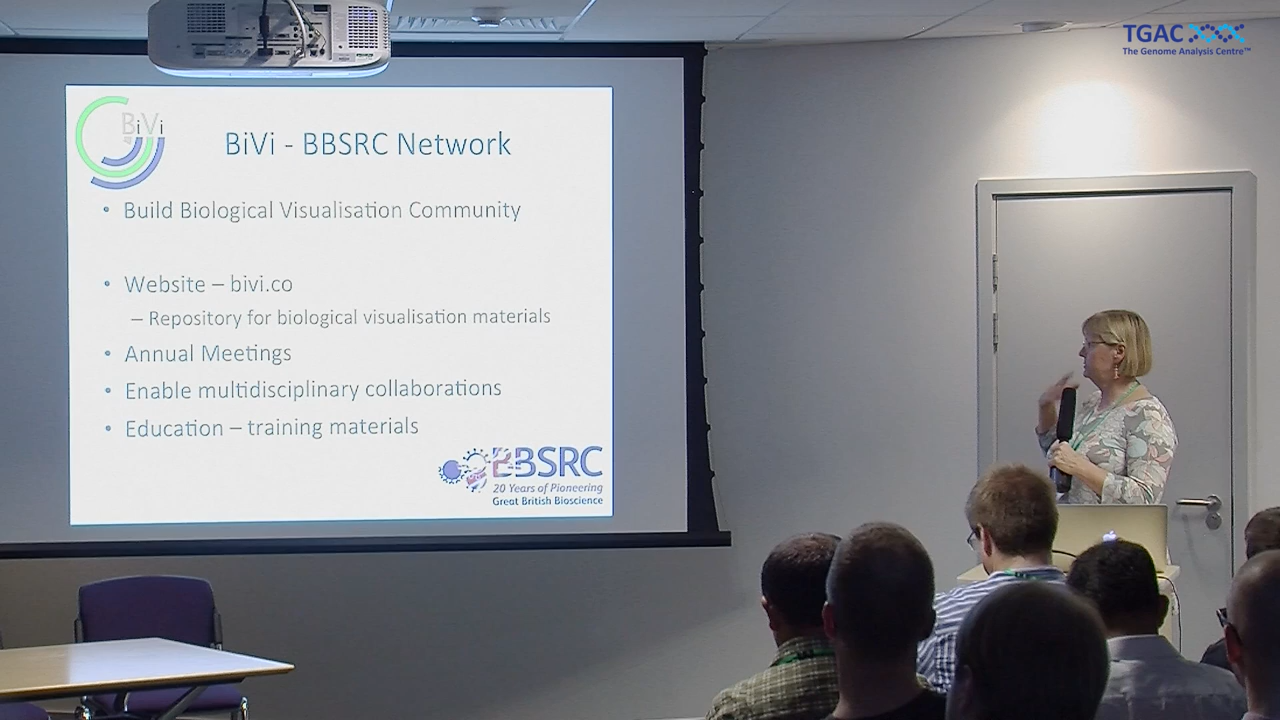 TGAC
The Genome Analysis Centre™
BiVi
BiVi - BBSRC Network
• Build Biological Visualisation Community
• Website – bivi.co
– Repository for biological visualisation materials
• Annual Meetings
• Enable multidisciplinary collaborations
• Education – training materials
BBSRC
20 Years of Pioneering
Great British Bioscience